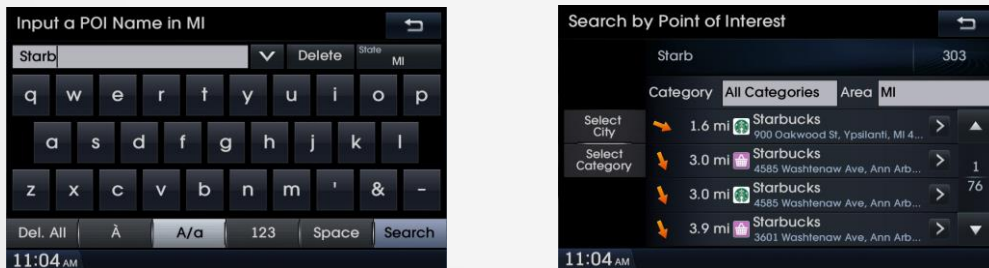 Input a POI Name in MI
Starb
Delete
State
MI
q w e r t y u i o p
a s d f g h j k l
z x c v b n m ' & -
Del. All À A/a 123 Space Search
11:04 AM
Search by Point of Interest
Starb 303
Category All Categories Area MI
Select
City
Select
Category
1.6 mi Starbucks
900 Oakwood St, Ypsilanti, MI 4...
3.0 mi Starbucks
4585 Washtenaw Ave, Ann Arb...
3.0 mi Starbucks
4585 Washtenaw Ave, Ann Arb...
3.9 mi Starbucks
3601 Washtenaw Ave, Ann Arb...
1
76
11:04 AM